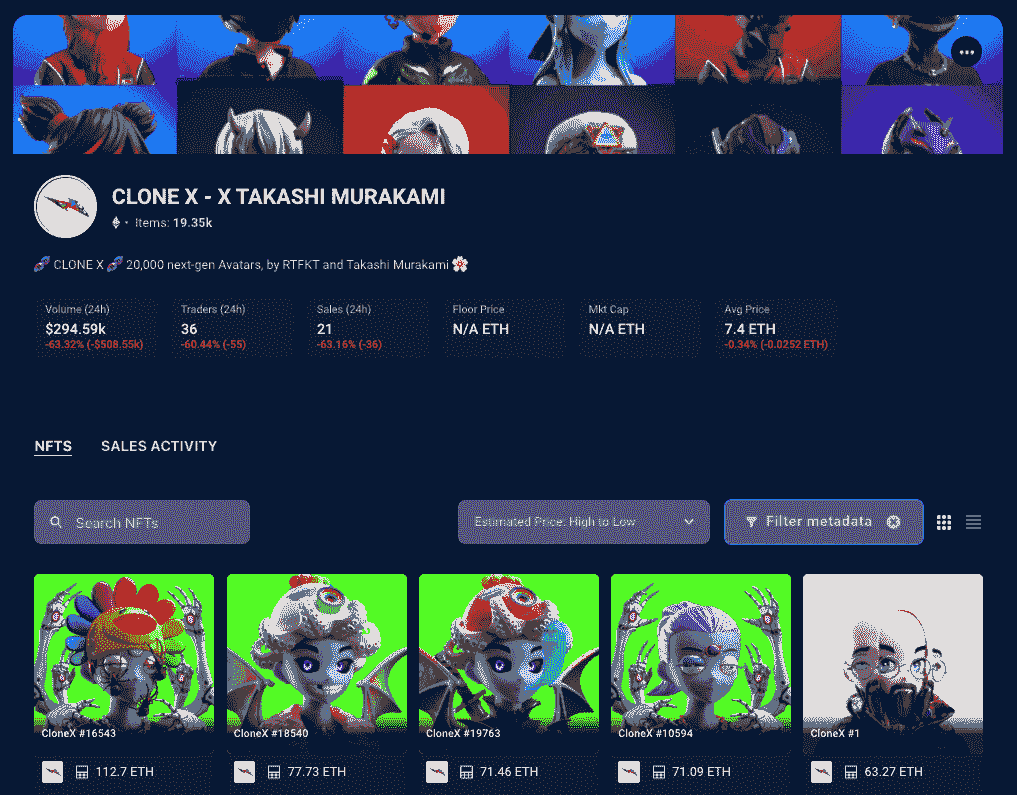 CLONE X - X TAKASHI MURAKAMI
Items: 19.35k
CLONE X 20,000 next-gen Avatars, by RTFKT and Takashi Murakami
Volume (24h) Traders (24h) Sales (24h) Floor Price Mkt Cap Avg Price
$294.59k 36 21 N/A ETH N/A ETH 7.4 ETH
-63.32% (-$508.55k) -60.44% (-55) -63.16% (-36) -0.34% (-0.0252 ETH)
NFTS SALES ACTIVITY
Search NFTs Estimated Price: High to Low Filter metadata
CloneX #16543 CloneX #18540 CloneX #19763 CloneX #10594 CloneX #1
112.7 ETH 77.73 ETH 71.46 ETH 71.09 ETH 63.27 ETH